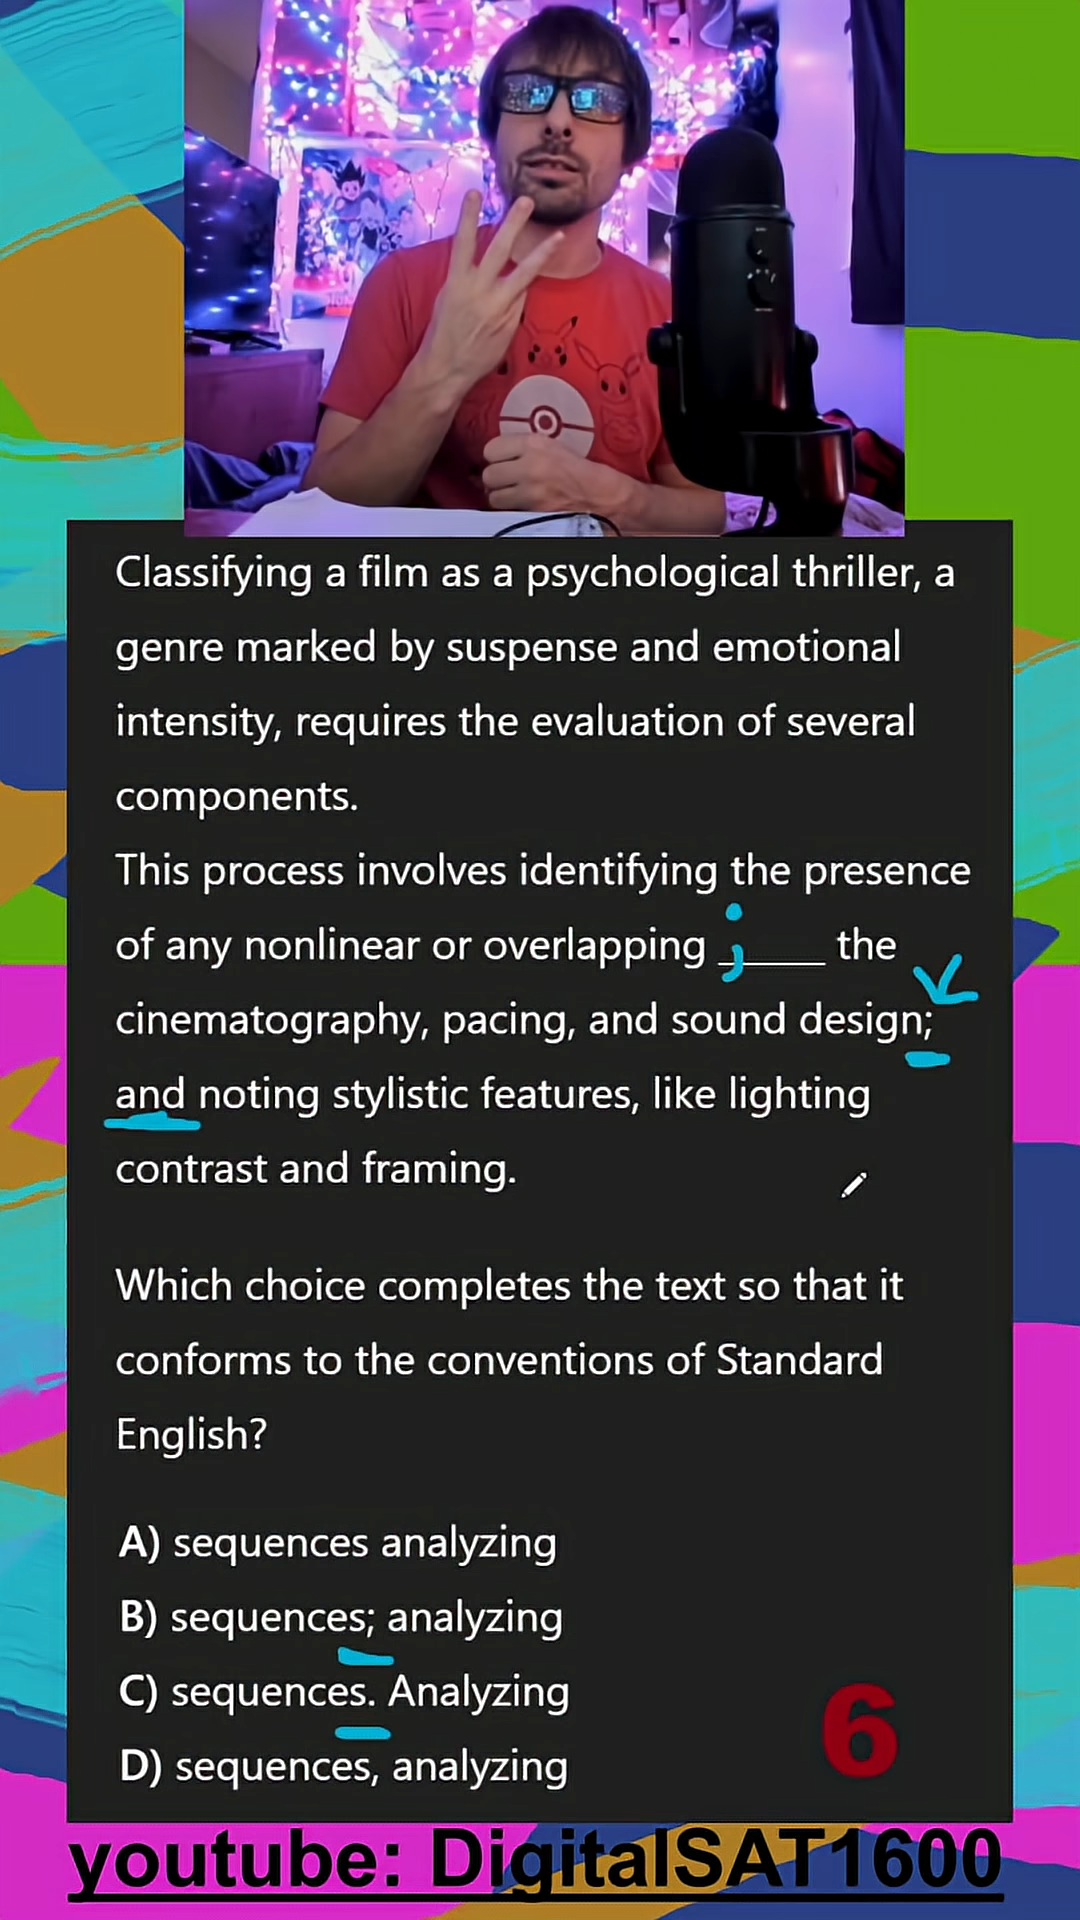 Classifying a film as a psychological thriller, a
genre marked by suspense and emotional
intensity, requires the evaluation of several
components.
This process involves identifying the presence
of any nonlinear or overlapping ;____ the
cinematography, pacing, and sound design;
and noting stylistic features, like lighting
contrast and framing.
Which choice completes the text so that it
conforms to the conventions of Standard
English?
A) sequences analyzing
B) sequences; analyzing
C) sequences. Analyzing
D) sequences, analyzing
6
youtube: DigitalSAT1600